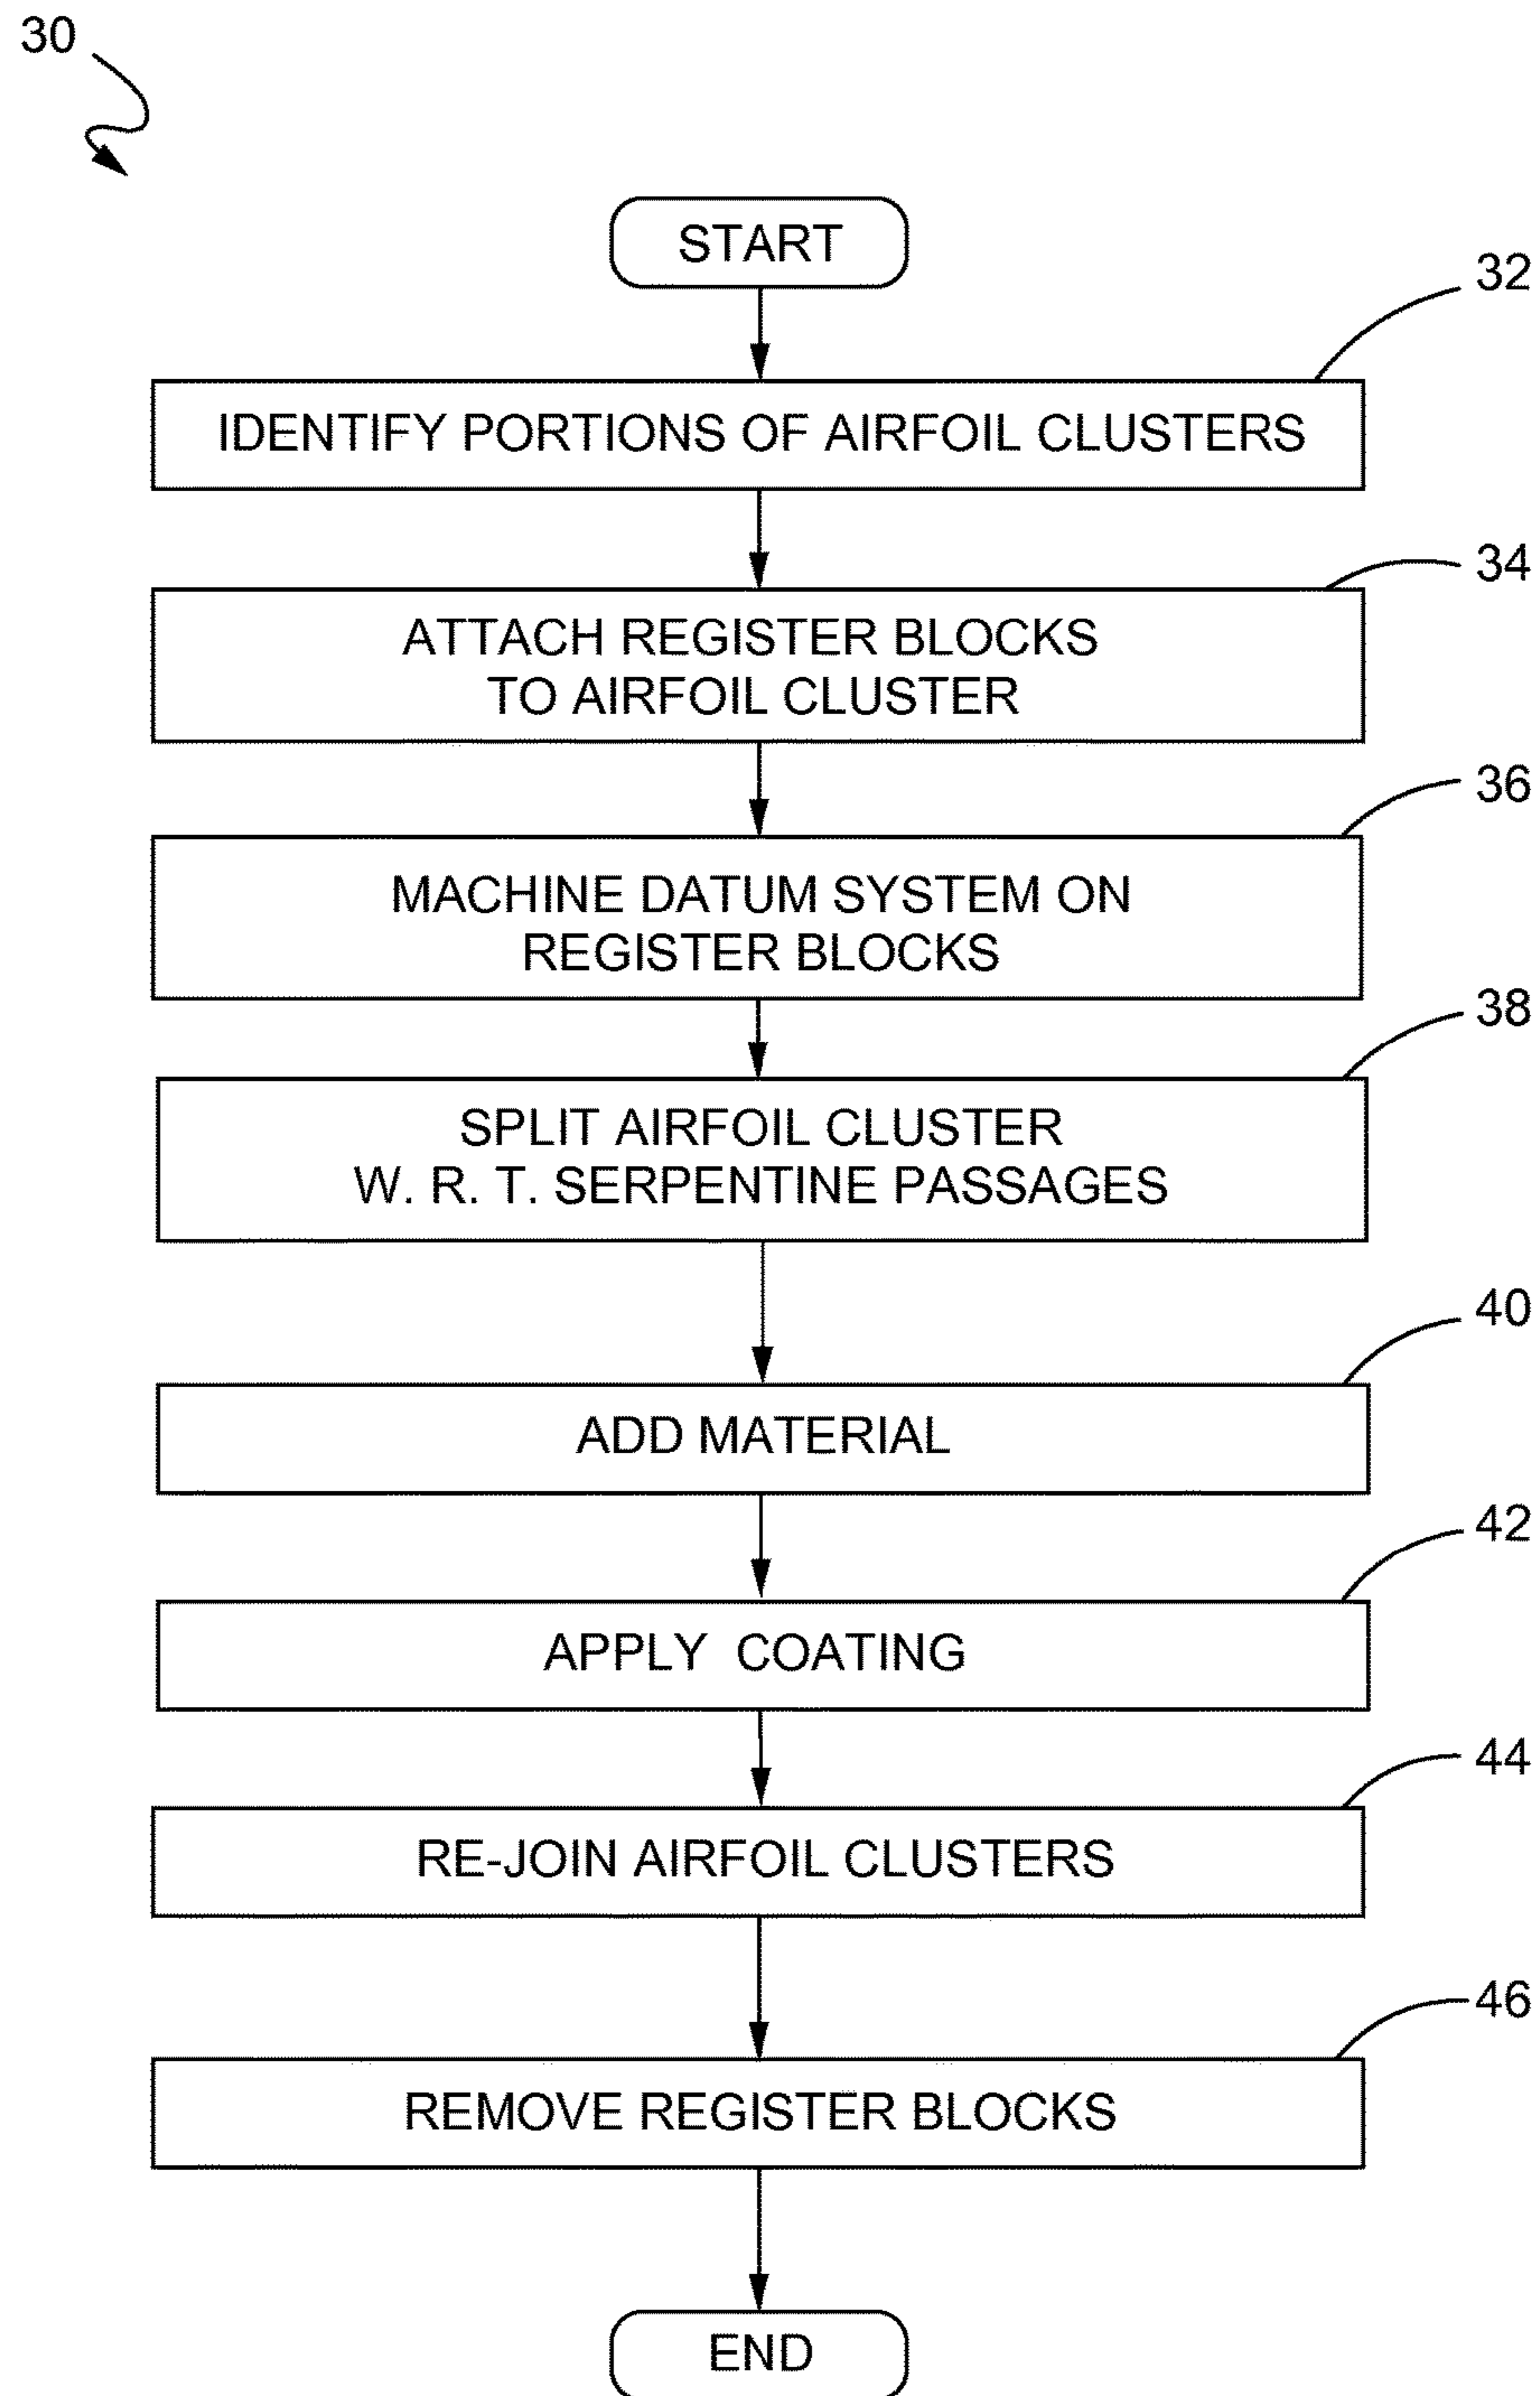 30
START
32
IDENTIFY PORTIONS OF AIRFOIL CLUSTERS
34
ATTACH REGISTER BLOCKS
TO AIRFOIL CLUSTER
36
MACHINE DATUM SYSTEM ON
REGISTER BLOCKS
38
SPLIT AIRFOIL CLUSTER
W. R. T. SERPENTINE PASSAGES
40
ADD MATERIAL
42
APPLY COATING
44
RE-JOIN AIRFOIL CLUSTERS
46
REMOVE REGISTER BLOCKS
END